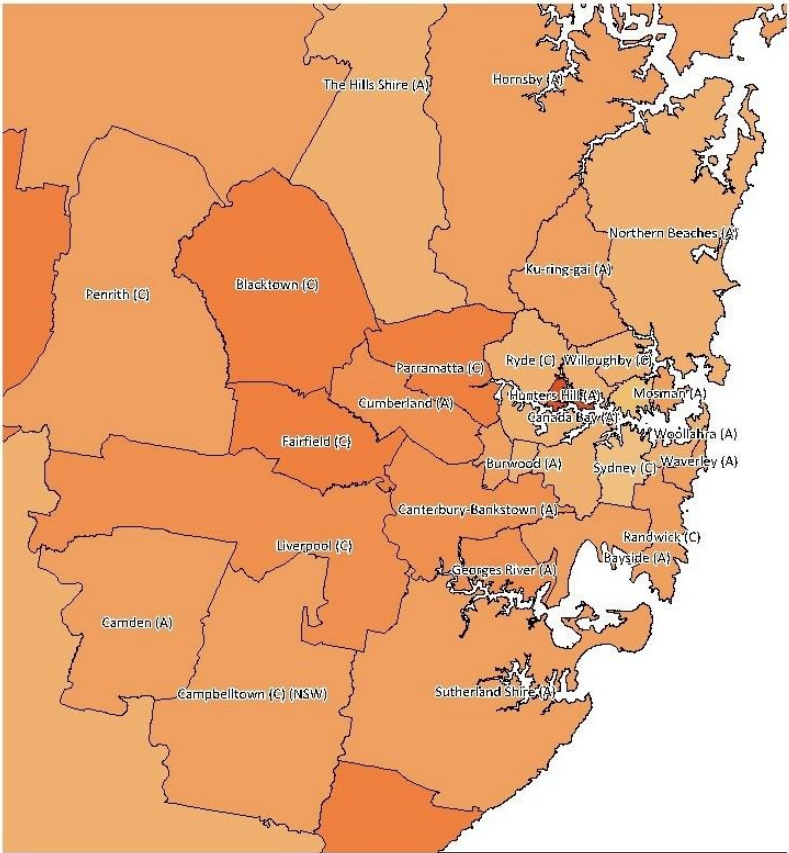 The Hills Shire (A)
Hornsby (A)
Northern Beaches (A)
Ku-ring-gai (A)
Penrith (C)
Blacktown (C)
Parramatta (C)
Ryde (C)
Willoughby (C)
Cumberland (A)
Hunters Hill (A)
Mosman (A)
Canada Bay (A)
Woollahra (A)
Fairfield (C)
Burwood (A)
Sydney (C)
Waverley (A)
Canterbury-Bankstown (A)
Randwick (C)
Liverpool (C)
Bayside (A)
Georges River (A)
Camden (A)
Campbelltown (C) (NSW)
Sutherland Shire (A)